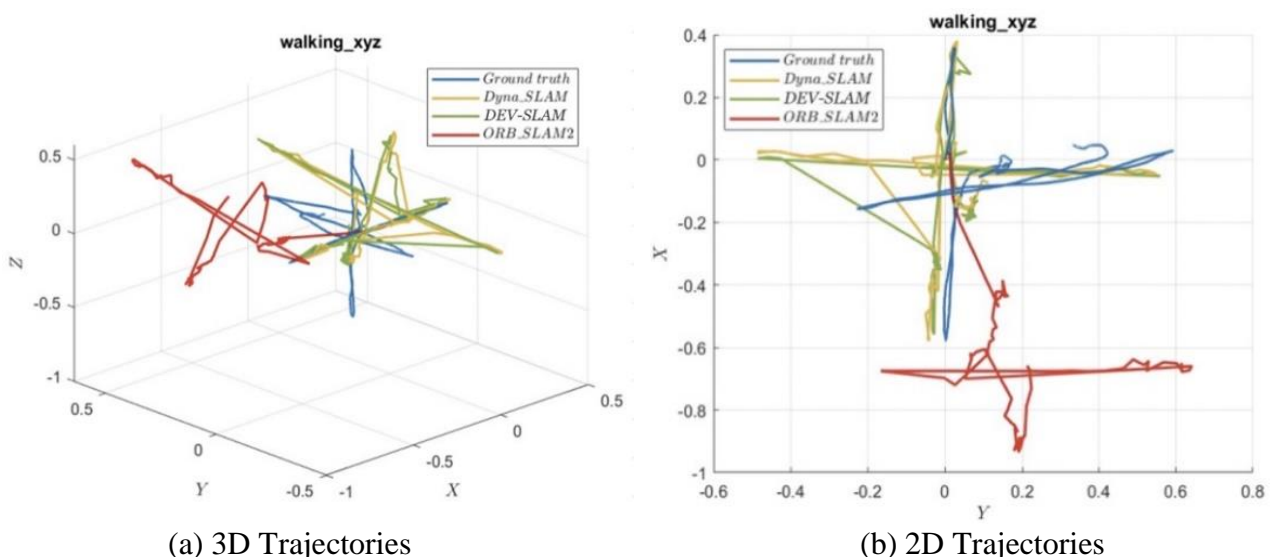 walking_xyz
Ground truth
Dyna_SLAM
DEV-SLAM
ORB_SLAM2
0.5
0
-0.5
-1
Z
0.5
0
-0.5
Y
-1
-0.5
0
0.5
X
(a) 3D Trajectories
walking_xyz
Ground truth
Dyna_SLAM
DEV-SLAM
ORB_SLAM2
0.4
0.2
0
-0.2
-0.4
-0.6
-0.8
-1
X
-0.6 -0.4 -0.2 0 0.2 0.4 0.6 0.8
Y
(b) 2D Trajectories